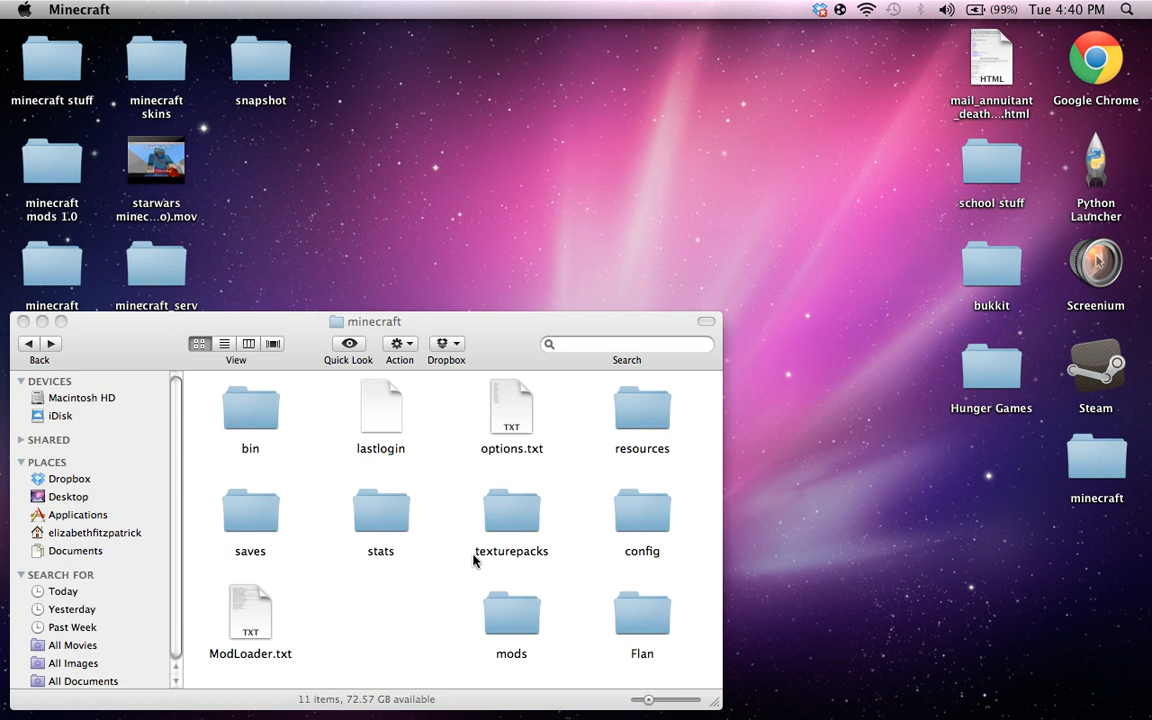 Minecraft
(99%) Tue 4:40 PM
minecraft stuff
minecraft
skins
snapshot
HTML
mail_annuitant
_death....html
Google Chrome
minecraft
mods 1.0
starwars
minec...o).mov
school stuff
Python
Launcher
minecraft
minecraft_serv
bukkit
Screenium
Hunger Games
Steam
minecraft
minecraft
Back
View
Quick Look
Action
Dropbox
Search
DEVICES
Macintosh HD
iDisk
SHARED
PLACES
Dropbox
Desktop
Applications
elizabethfitzpatrick
Documents
SEARCH FOR
Today
Yesterday
Past Week
All Movies
All Images
All Documents
bin
lastlogin
TXT
options.txt
resources
saves
stats
texturepacks
config
TXT
ModLoader.txt
mods
Flan
11 items, 72.57 GB available